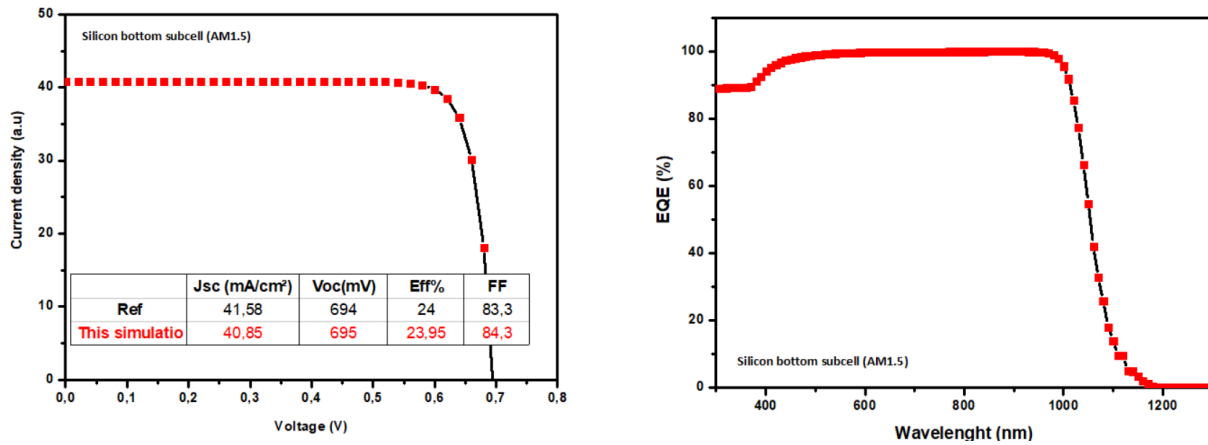 Silicon bottom subcell (AM1.5)
50
40
30
20
10
0
Current density (a.u)
Jsc (mA/cm²) Voc(mV) Eff% FF
Ref 41,58 694 24 83,3
This simulatio 40,85 695 23,95 84,3
0,0 0,1 0,2 0,3 0,4 0,5 0,6 0,7 0,8
Voltage (V)
100
80
60
40
20
0
EQE (%)
Silicon bottom subcell (AM1.5)
400 600 800 1000 1200
Wavelenght (nm)